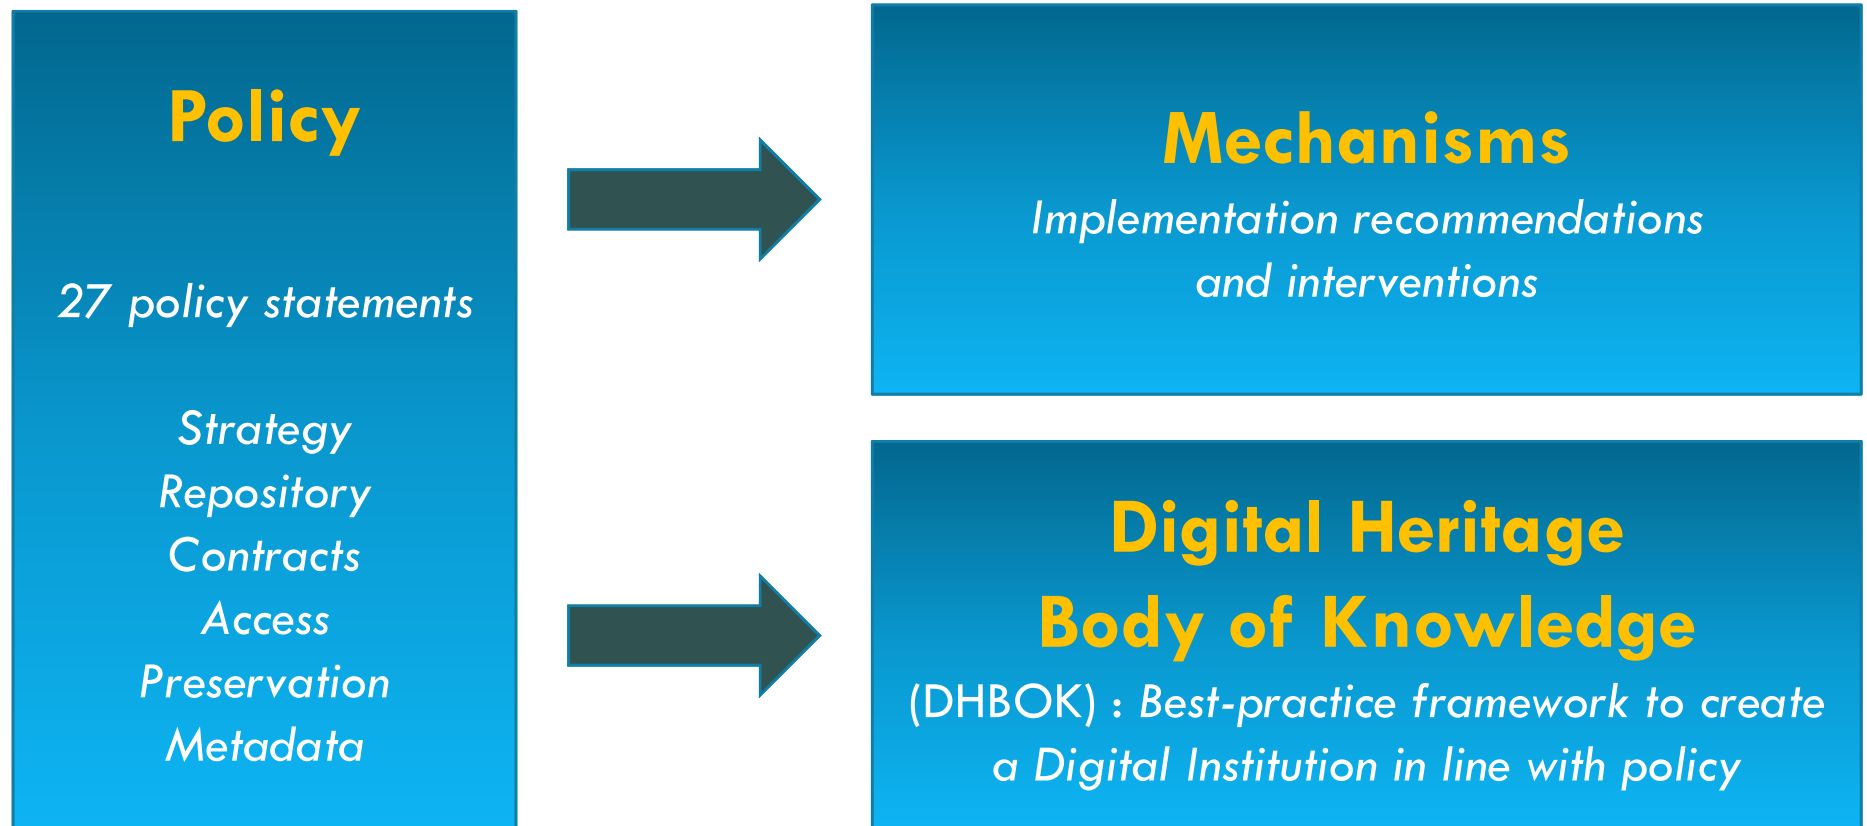 Policy
27 policy statements
Strategy
Repository
Contracts
Access
Preservation
Metadata
Mechanisms
Implementation recommendations
and interventions
Digital Heritage
Body of Knowledge
(DHBOK) : Best-practice framework to create
a Digital Institution in line with policy